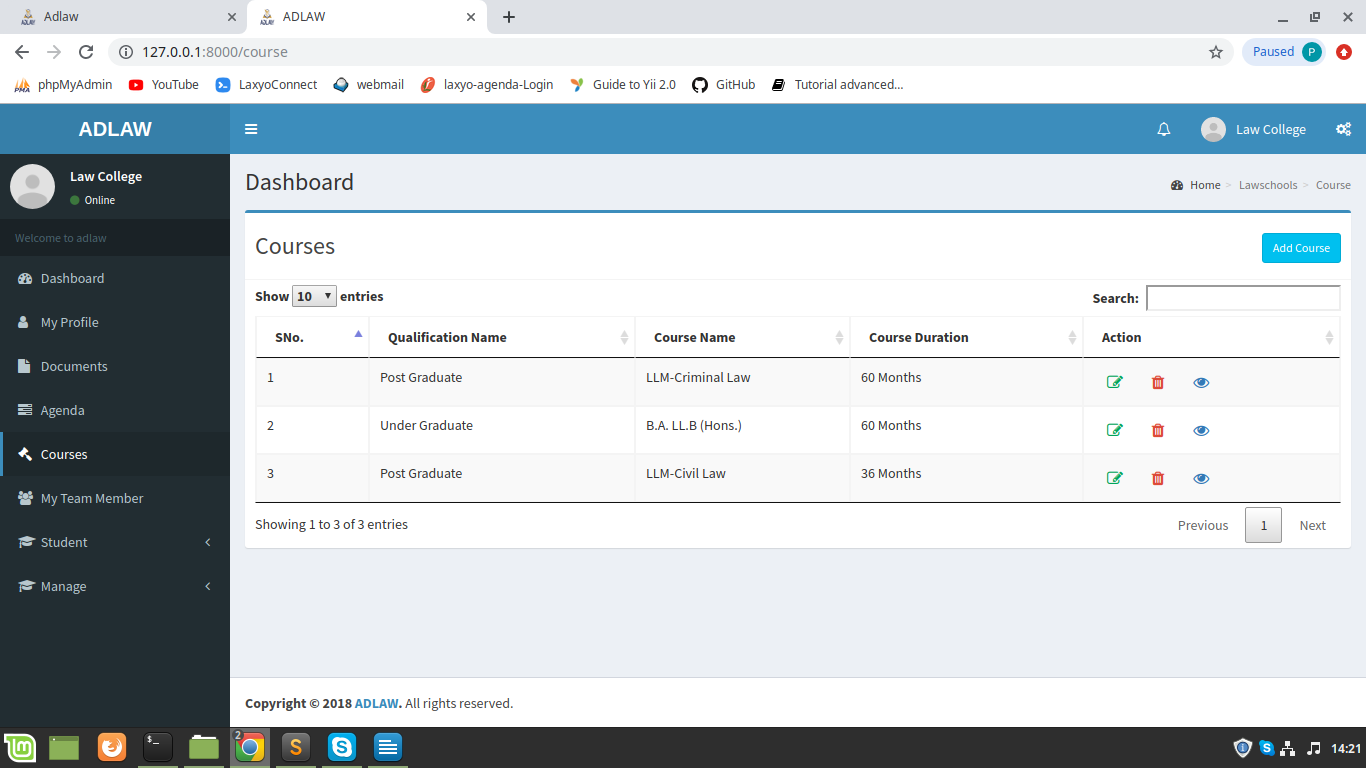 Adlaw
ADLAW
127.0.0.1:8000/course
Paused P
phpMyAdmin YouTube LaxyoConnect webmail laxyo-agenda-Login Guide to Yii 2.0 GitHub Tutorial advanced...
ADLAW
Law College
Law College
Online
Welcome to adlaw
Dashboard
My Profile
Documents
Agenda
Courses
My Team Member
Student
Manage
Dashboard
Home > Lawschools > Course
Courses
Add Course
Show 10 entries
Search:
SNo. Qualification Name Course Name Course Duration Action
1 Post Graduate LLM-Criminal Law 60 Months
2 Under Graduate B.A. LL.B (Hons.) 60 Months
3 Post Graduate LLM-Civil Law 36 Months
Showing 1 to 3 of 3 entries
Previous 1 Next
Copyright © 2018 ADLAW. All rights reserved.
2
14:21